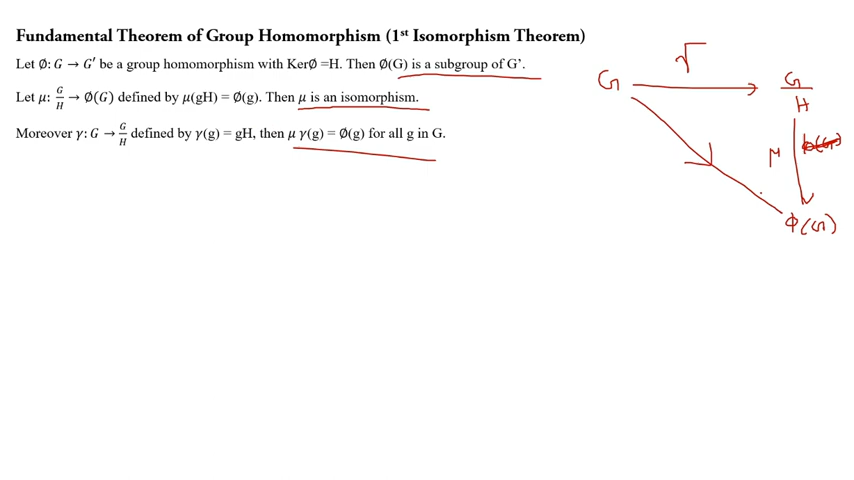 Fundamental Theorem of Group Homomorphism (1st Isomorphism Theorem)
Let ∅: G → G′ be a group homomorphism with Ker∅ =H. Then ∅(G) is a subgroup of G’.
Let μ: G/H → ∅(G) defined by μ(gH) = ∅(g). Then μ is an isomorphism.
Moreover γ: G → G/H defined by γ(g) = gH, then μ γ(g) = ∅(g) for all g in G.
G
G/H
μ
ϕ(G)